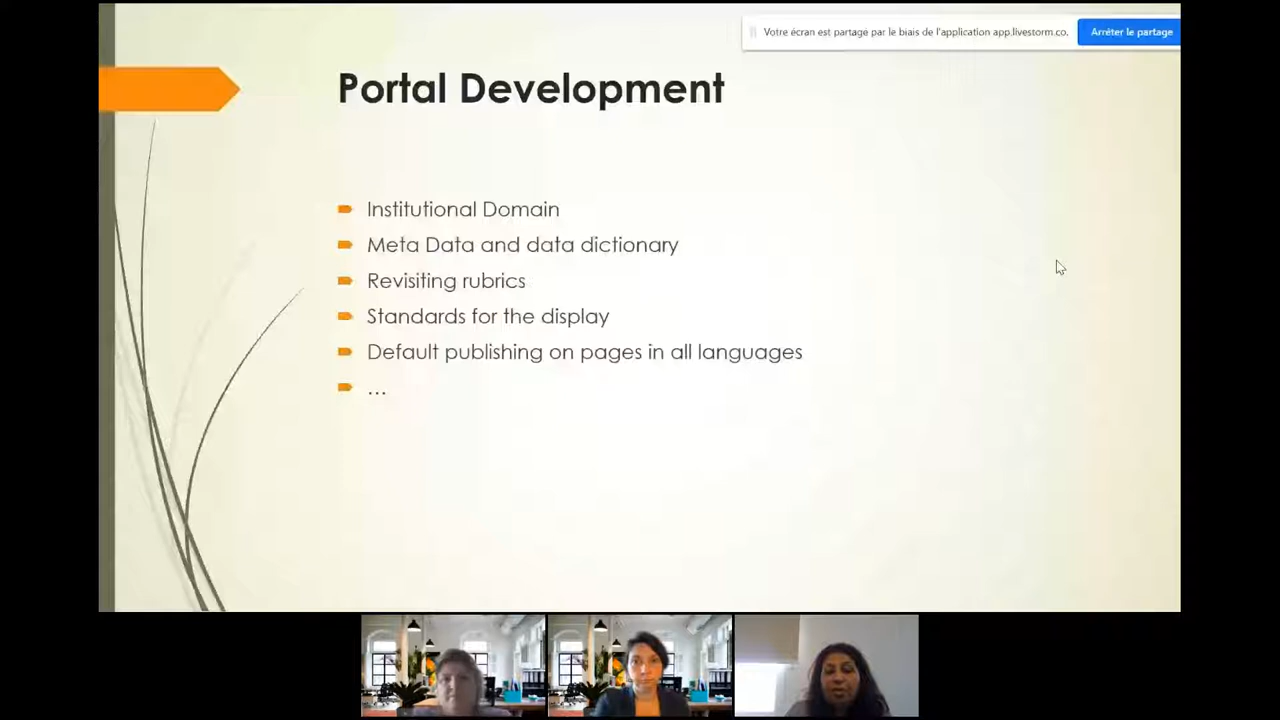 Votre écran est partagé par le biais de l'application app.livestorm.co.
Arrêter le partage
Portal Development
Institutional Domain
Meta Data and data dictionary
Revisiting rubrics
Standards for the display
Default publishing on pages in all languages
...